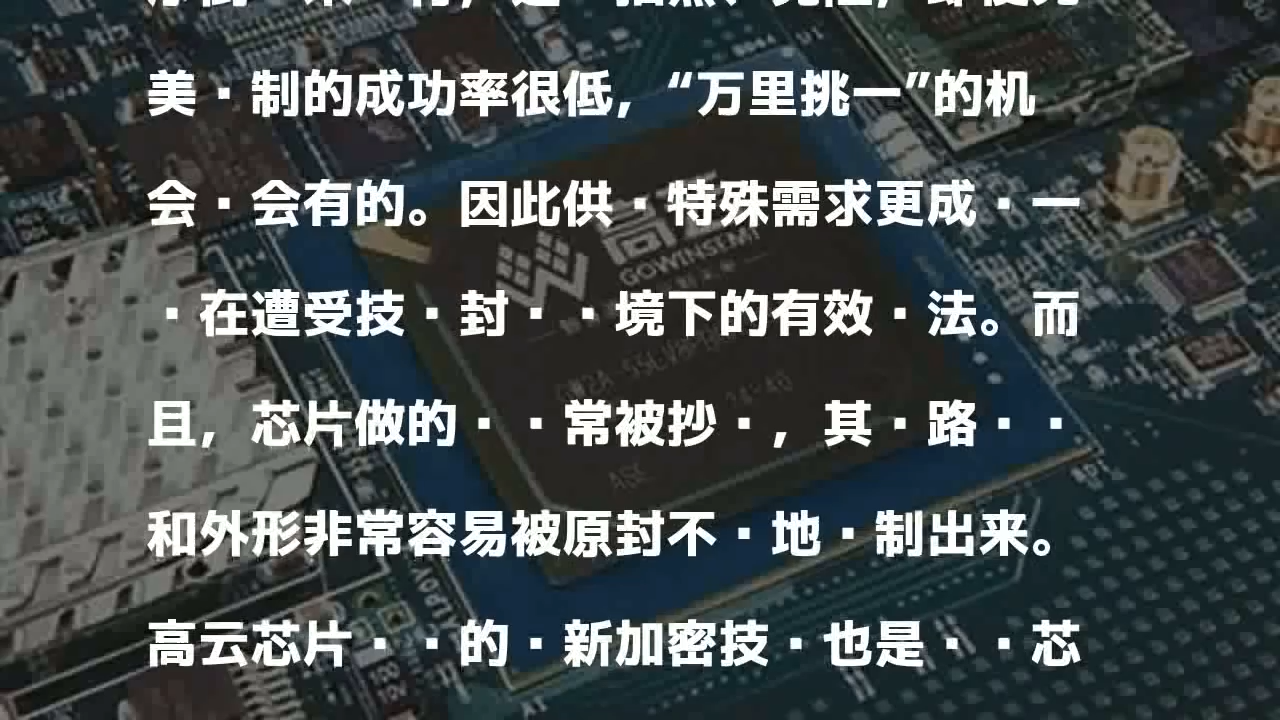 美·制的成功率很低，“万里挑一”的机
会·会有的。因此供·特殊需求更成·一
·在遭受技·封··境下的有效·法。而
且，芯片做的··常被抄·，其·路··
和外形非常容易被原封不·地·制出来。
高云芯片··的·新加密技·也是··芯
GOWINSEMI
ASE